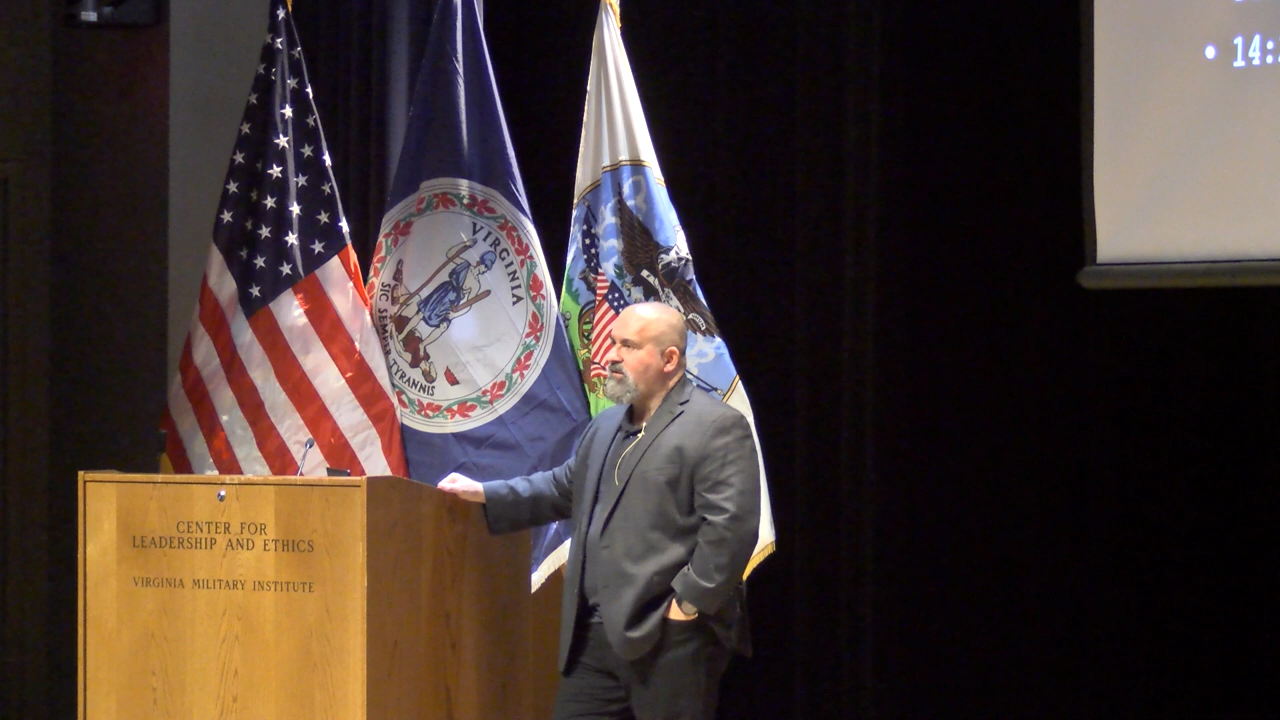 • 14:
VIRGINIA
SIC SEMPER TYRANNIS
CENTER FOR
LEADERSHIP AND ETHICS
VIRGINIA MILITARY INSTITUTE